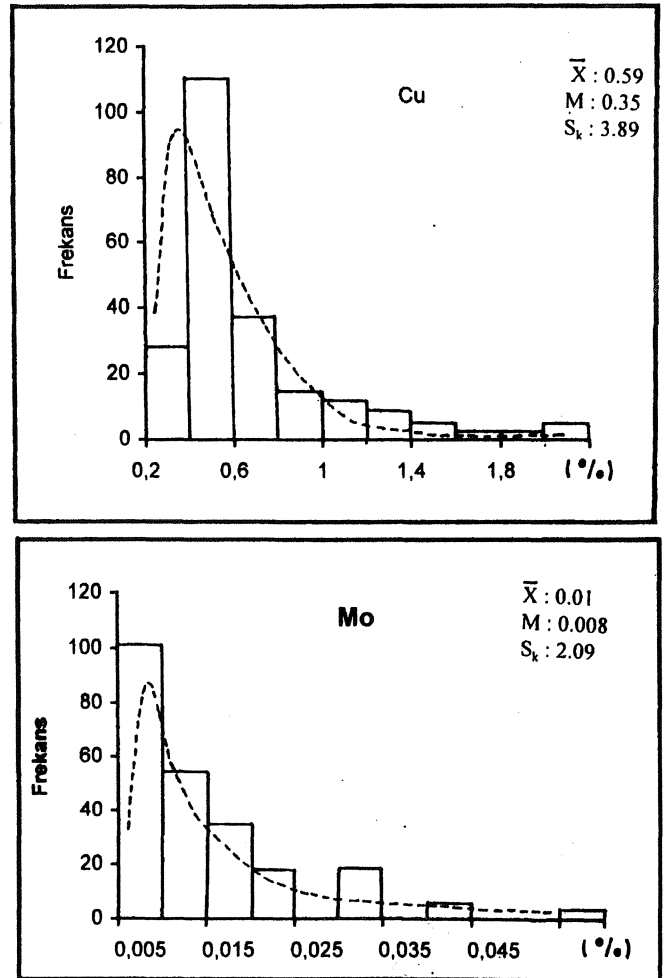 120
Cu
X̄ : 0.59
M : 0.35
Sk : 3.89
100
80
60
40
20
0
Frekans
0,2 0,6 1 1,4 1,8 (%)
120
Mo
X̄ : 0.01
M : 0.008
Sk : 2.09
100
80
60
40
20
0
Frekans
0,005 0,015 0,025 0,035 0,045 (%)